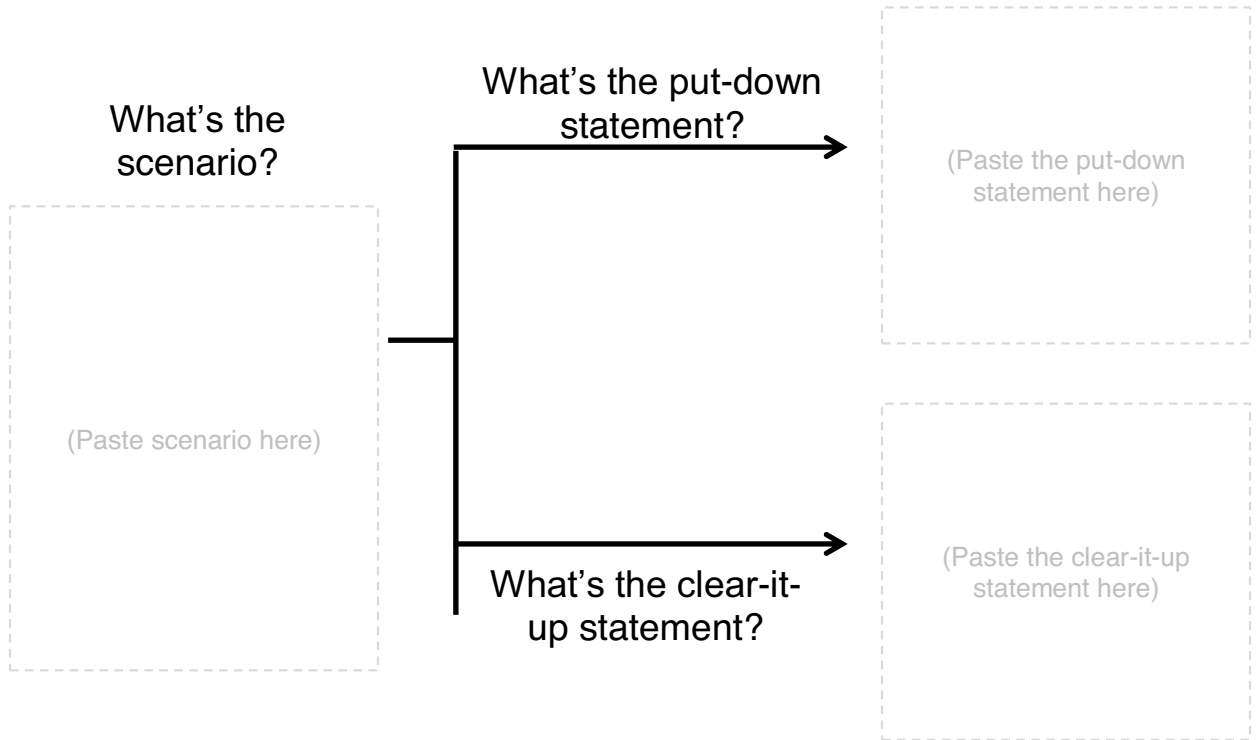 What’s the
scenario?
(Paste scenario here)
What’s the put-down
statement?
(Paste the put-down
statement here)
What’s the clear-it-
up statement?
(Paste the clear-it-up
statement here)